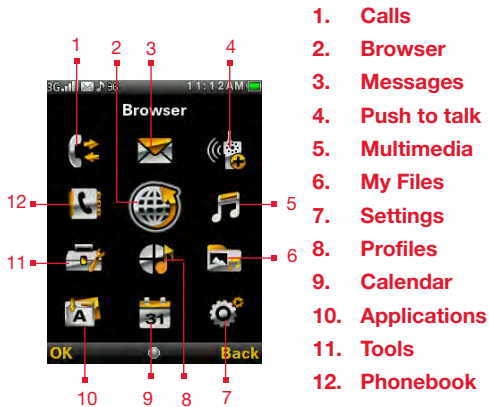 1 2 3 4
3G 36 11:12AM
Browser
12
5
11
6
A
31
OK Back
10 9 8 7
1. Calls
2. Browser
3. Messages
4. Push to talk
5. Multimedia
6. My Files
7. Settings
8. Profiles
9. Calendar
10. Applications
11. Tools
12. Phonebook